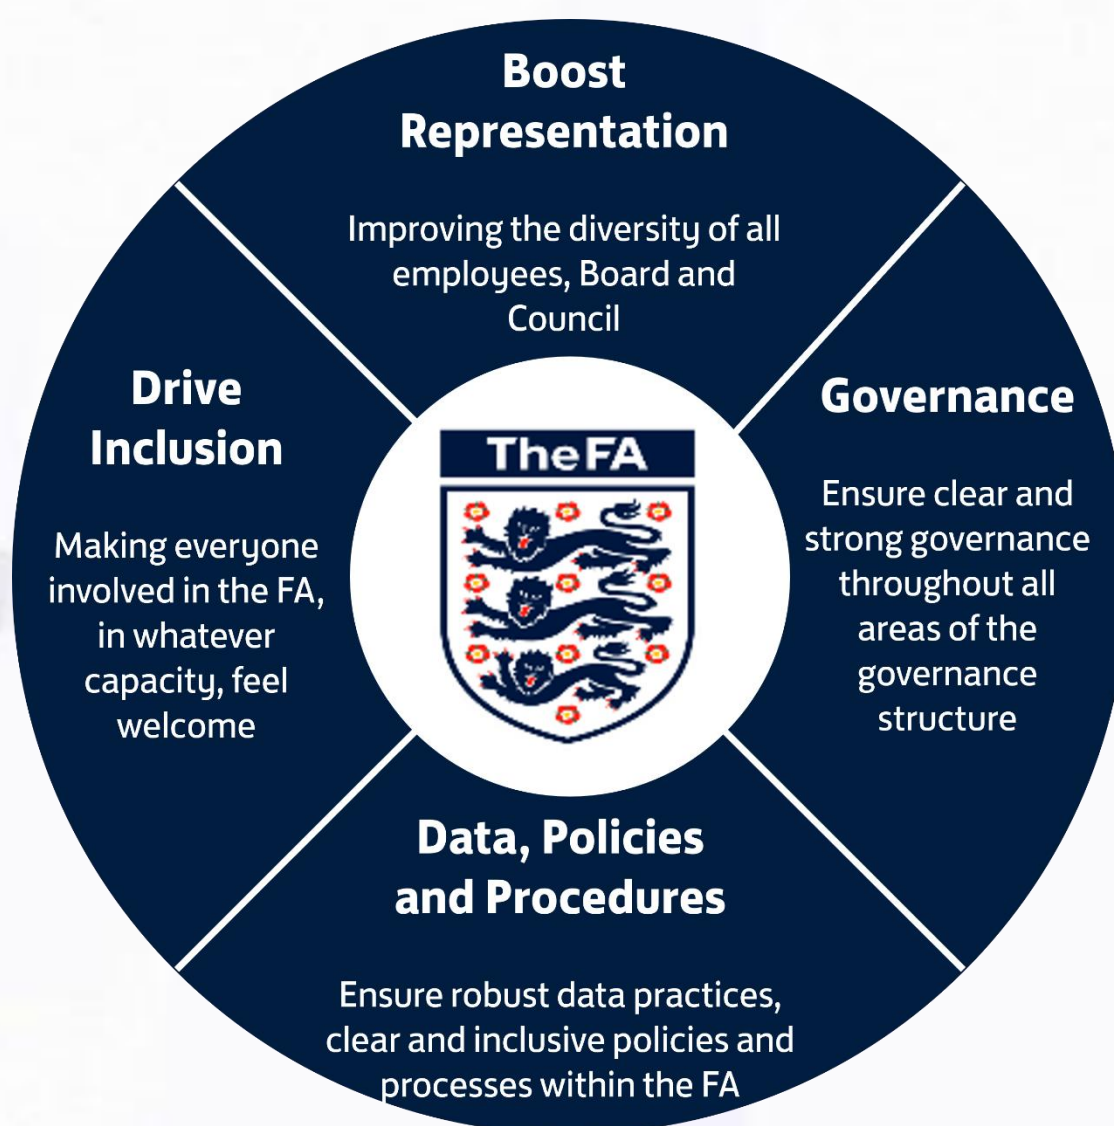 Boost
Representation
Improving the diversity of all
employees, Board and
Council
Drive
Inclusion
Making everyone
involved in the FA,
in whatever
capacity, feel
welcome
TheFA
Governance
Ensure clear and
strong governance
throughout all
areas of the
governance
structure
Data, Policies
and Procedures
Ensure robust data practices,
clear and inclusive policies and
processes within the FA